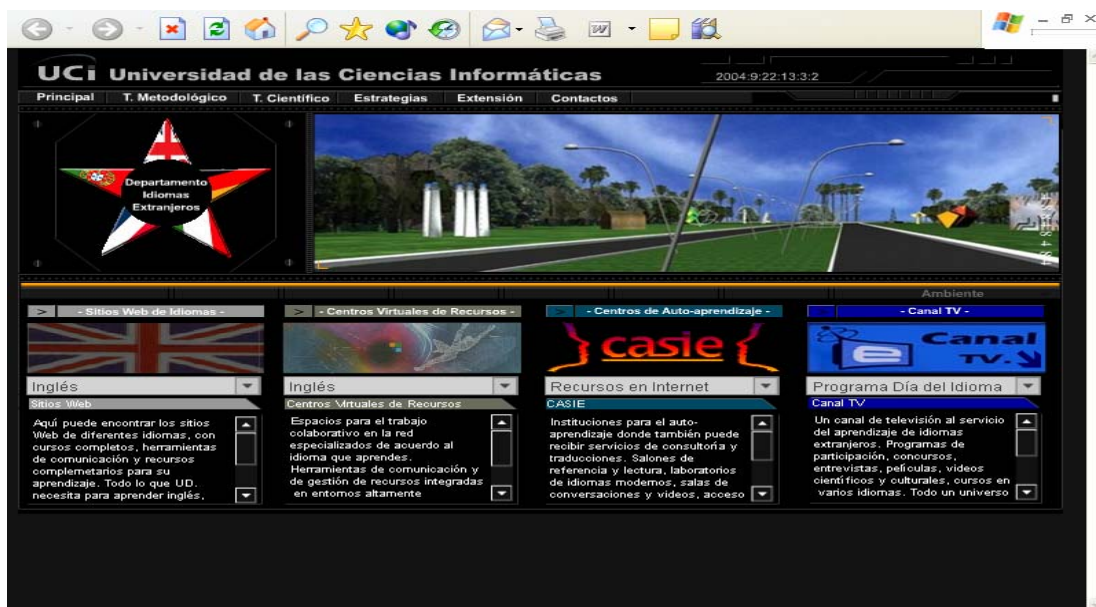 UCi Universidad de las Ciencias Informáticas
2004:9:22:13:3:2
Principal T. Metodológico T. Científico Estrategias Extensión Contactos
Departamento
Idiomas
Extranjeros
Ambiente
> - Sitios Web de Idiomas -
Inglés
Sitios Web
Aquí puede encontrar los sitios
Web de diferentes idiomas, con
cursos completos, herramientas
de comunicación y recursos
complemetarios para su
aprendizaje. Todo lo que UD.
necesita para aprender inglés,
> - Centros Virtuales de Recursos -
Inglés
Centros Virtuales de Recursos
Espacios para el trabajo
colaborativo en la red
especializados de acuerdo al
idioma que aprendes.
Herramientas de comunicación y
de gestión de recursos integradas
en entornos altamente
> - Centros de Auto-aprendizaje -
casie
Recursos en Internet
CASIE
Instituciones para el auto-
aprendizaje donde también puede
recibir servicios de consultoría y
traducciones. Salones de
referencia y lectura, laboratorios
de idiomas modernos, salas de
conversaciones y videos, acceso
- Canal TV -
e Canal
TV.
Programa Día del Idioma
Canal TV
Un canal de televisión al servicio
del aprendizaje de idiomas
extranjeros. Programas de
participación, concursos,
entrevistas, películas, videos
científicos y culturales, cursos en
varios idiomas. Todo un universo